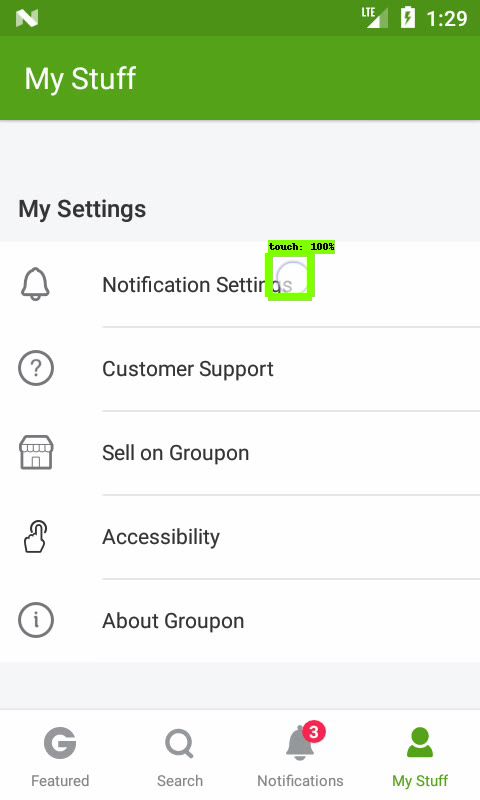 LTE 1:29
My Stuff
My Settings
touch: 100%
Notification Settings
? Customer Support
Sell on Groupon
Accessibility
i About Groupon
3
G
Featured Search Notifications My Stuff